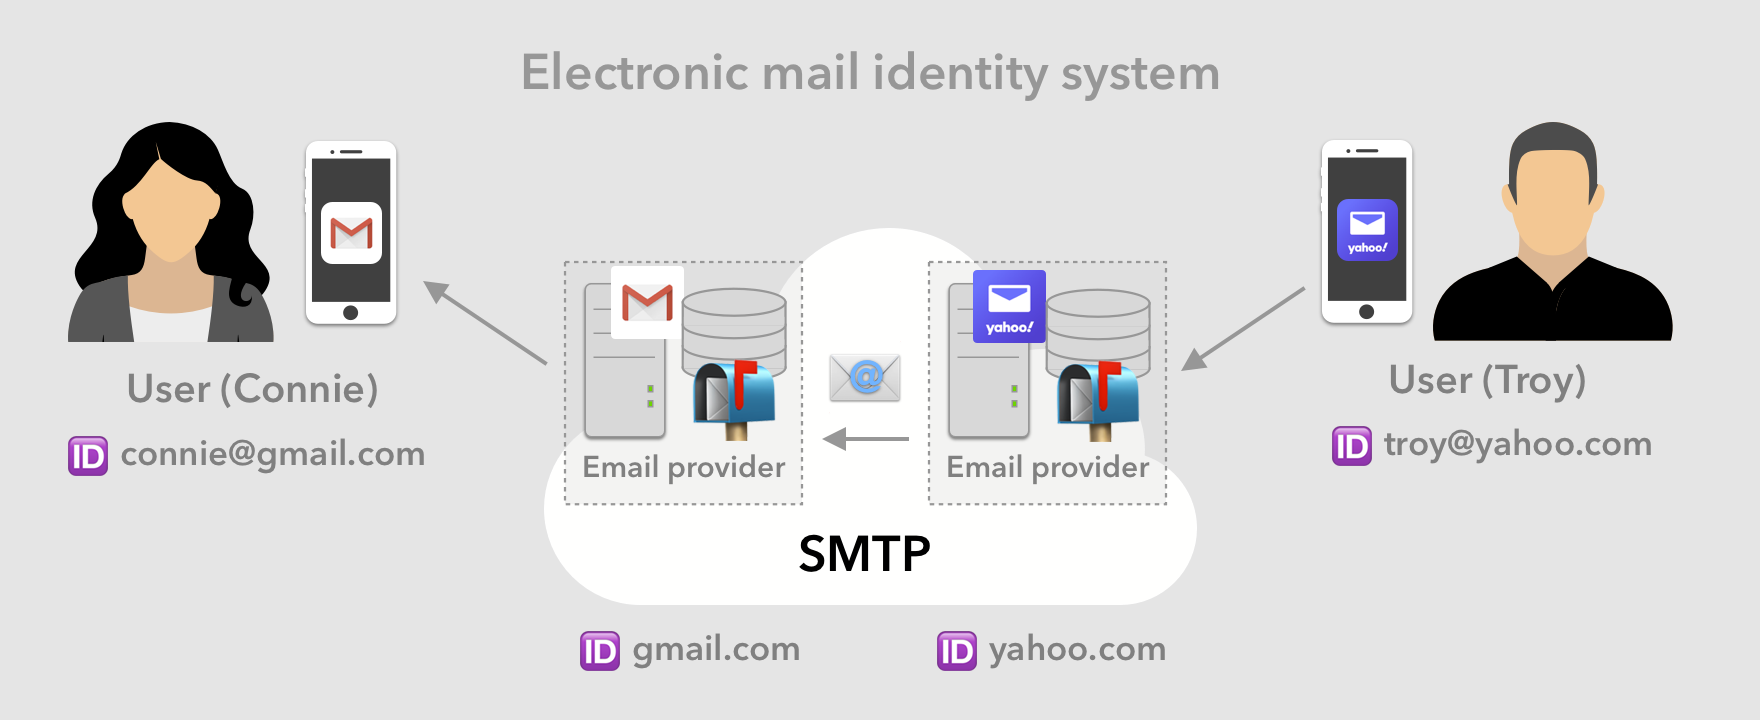 Electronic mail identity system
yahoo!
yahoo!
@
Email provider
Email provider
User (Connie)
User (Troy)
ID connie@gmail.com
ID troy@yahoo.com
SMTP
ID gmail.com
ID yahoo.com